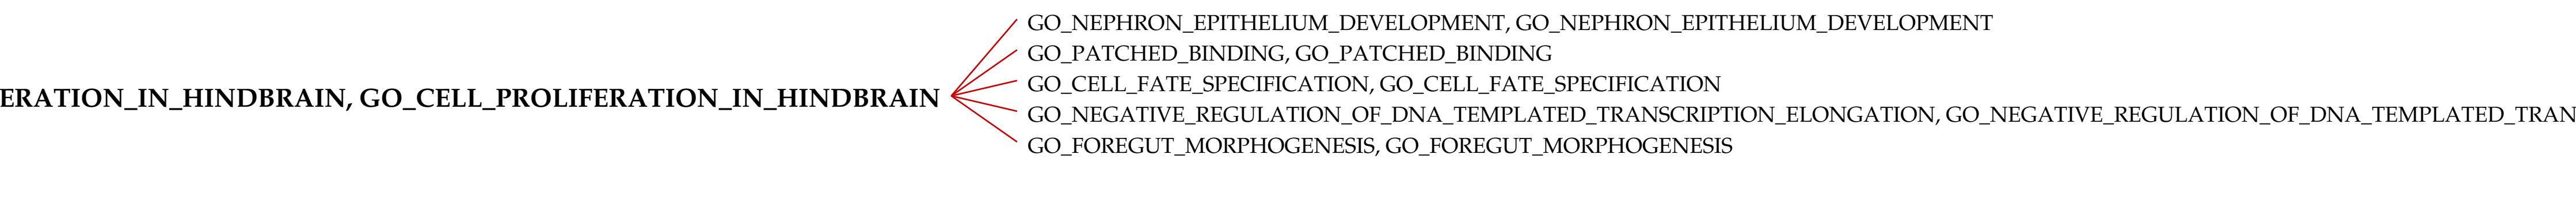 GO_NEPHRON_EPITHELIUM_DEVELOPMENT, GO_NEPHRON_EPITHELIUM_DEVELOPMENT
GO_PATCHED_BINDING, GO_PATCHED_BINDING
GO_CELL_FATE_SPECIFICATION, GO_CELL_FATE_SPECIFICATION
ERATION_IN_HINDBRAIN, GO_CELL_PROLIFERATION_IN_HINDBRAIN
GO_NEGATIVE_REGULATION_OF_DNA_TEMPLATED_TRANSCRIPTION_ELONGATION, GO_NEGATIVE_REGULATION_OF_DNA_TEMPLATED_TRAN
GO_FOREGUT_MORPHOGENESIS, GO_FOREGUT_MORPHOGENESIS